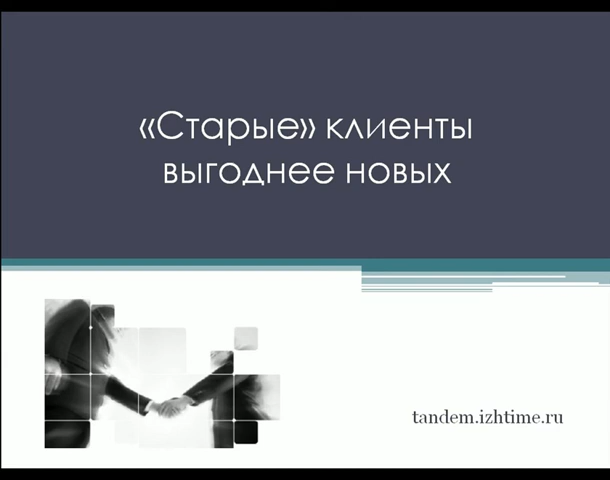 «Старые» клиенты
выгоднее новых
tandem.izhtime.ru